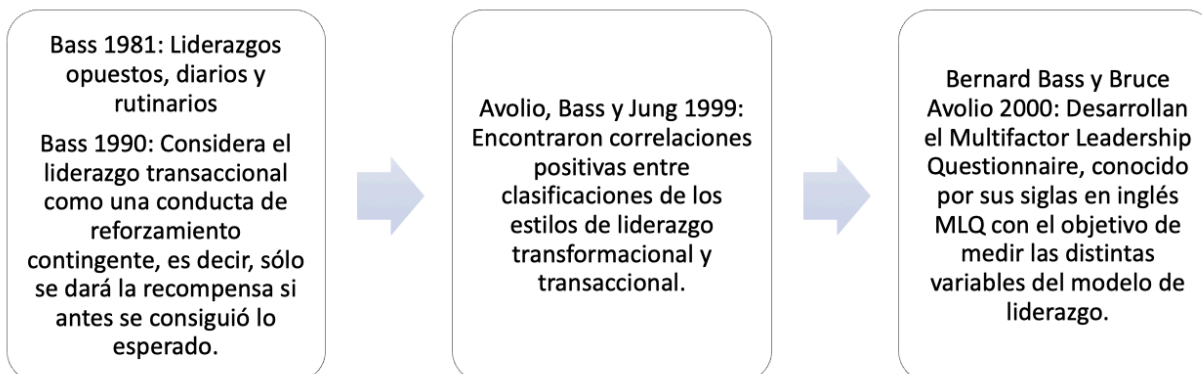 Bass 1981: Liderazgos
opuestos, diarios y
rutinarios
Bass 1990: Considera el
liderazgo transaccional
como una conducta de
reforzamiento
contingente, es decir, sólo
se dará la recompensa si
antes se consiguió lo
esperado.
Avolio, Bass y Jung 1999:
Encontraron correlaciones
positivas entre
clasificaciones de los
estilos de liderazgo
transformacional y
transaccional.
Bernard Bass y Bruce
Avolio 2000: Desarrollan
el Multifactor Leadership
Questionnaire, conocido
por sus siglas en inglés
MLQ con el objetivo de
medir las distintas
variables del modelo de
liderazgo.